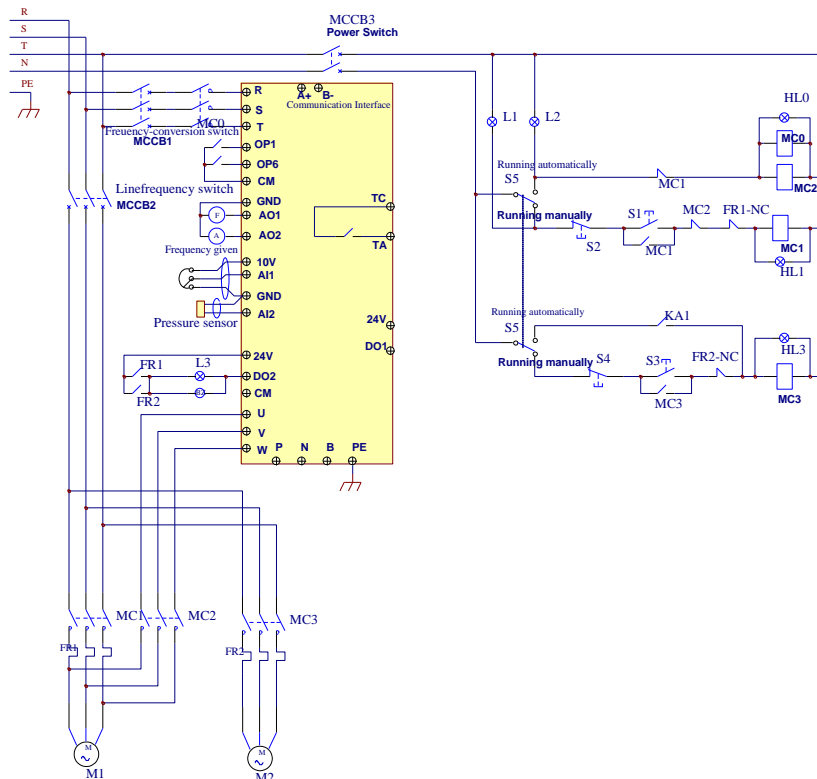 R
S
T
N
PE
MCCB3
Power Switch
R
S
T
OP1
OP6
CM
GND
AO1
AO2
10V
AI1
GND
AI2
24V
DO2
CM
U
V
W
A+
B-
Communication Interface
TC
TA
24V
DO1
P
N
B
PE
MC0
Freuency-conversion switch
MCCB1
Linefrequency switch
MCCB2
F
A
Frequency given
Pressure sensor
FR1
L3
FR2
L1
L2
HL0
MC0
MC2
Running automatically
S5
MC1
Running manually
S1
MC2
FR1-NC
S2
MC1
MC1
HL1
Running automatically
S5
KA1
Running manually
S4
S3
FR2-NC
HL3
MC3
MC3
MC1
MC2
MC3
FR1
FR2
M
M1
M
M2